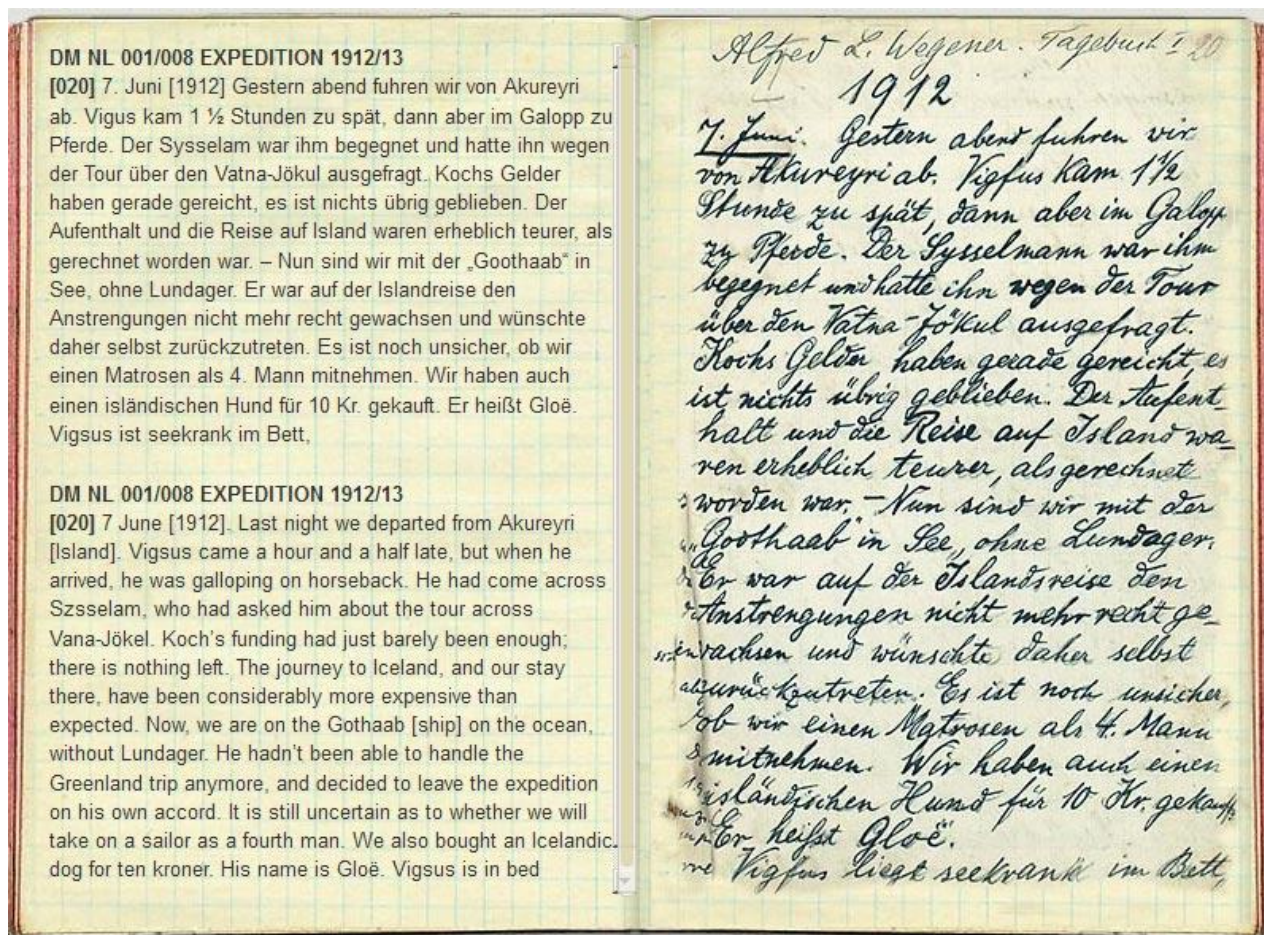 DM NL 001/008 EXPEDITION 1912/13
[020] 7. Juni [1912] Gestern abend fuhren wir von Akureyri
ab. Vigus kam 1 ½ Stunden zu spät, dann aber im Galopp zu
Pferde. Der Sysselam war ihm begegnet und hatte ihn wegen
der Tour über den Vatna-Jökul ausgefragt. Kochs Gelder
haben gerade gereicht, es ist nichts übrig geblieben. Der
Aufenthalt und die Reise auf Island waren erheblich teurer, als
gerechnet worden war. – Nun sind wir mit der „Goothaab“ in
See, ohne Lundager. Er war auf der Islandreise den
Anstrengungen nicht mehr recht gewachsen und wünschte
daher selbst zurückzutreten. Es ist noch unsicher, ob wir
einen Matrosen als 4. Mann mitnehmen. Wir haben auch
einen isländischen Hund für 10 Kr. gekauft. Er heißt Gloë.
Vigsus ist seekrank im Bett,
DM NL 001/008 EXPEDITION 1912/13
[020] 7 June [1912]. Last night we departed from Akureyri
[Island]. Vigsus came a hour and a half late, but when he
arrived, he was galloping on horseback. He had come across
Szsselam, who had asked him about the tour across
Vana-Jökel. Koch's funding had just barely been enough;
there is nothing left. The journey to Iceland, and our stay
there, have been considerably more expensive than
expected. Now, we are on the Gothaab [ship] on the ocean,
without Lundager. He hadn't been able to handle the
Greenland trip anymore, and decided to leave the expedition
on his own accord. It is still uncertain as to whether we will
take on a sailor as a fourth man. We also bought an Icelandic
dog for ten kroner. His name is Gloë. Vigsus is in bed
Alfred L. Wegener. Tagebuch I 20
1912
7. Juni. Gestern abend fuhren wir
von Akureyri ab. Vigfus kam 1 1/2
Stunde zu spät, dann aber im Galopp
zu Pferde. Der Sysselmann war ihm
begegnet und hatte ihn wegen der Tour
über den Vatna-Jökul ausgefragt.
Kochs Gelder haben gerade gereicht, es
ist nichts übrig geblieben. Der Aufent-
halt und die Reise auf Island wa-
ren erheblich teurer, als gerechnet
worden war. – Nun sind wir mit der
„Godthaab“ in See, ohne Lundager.
Er war auf der Islandsreise den
Anstrengungen nicht mehr recht ge-
wachsen und wünschte daher selbst
zurückzutreten. Es ist noch unsicher,
ob wir einen Matrosen als 4. Mann
mitnehmen. Wir haben auch einen
isländischen Hund für 10 Kr. gekauft.
Er heisst Gloë.
Vigfus liegt seekrank im Bett,